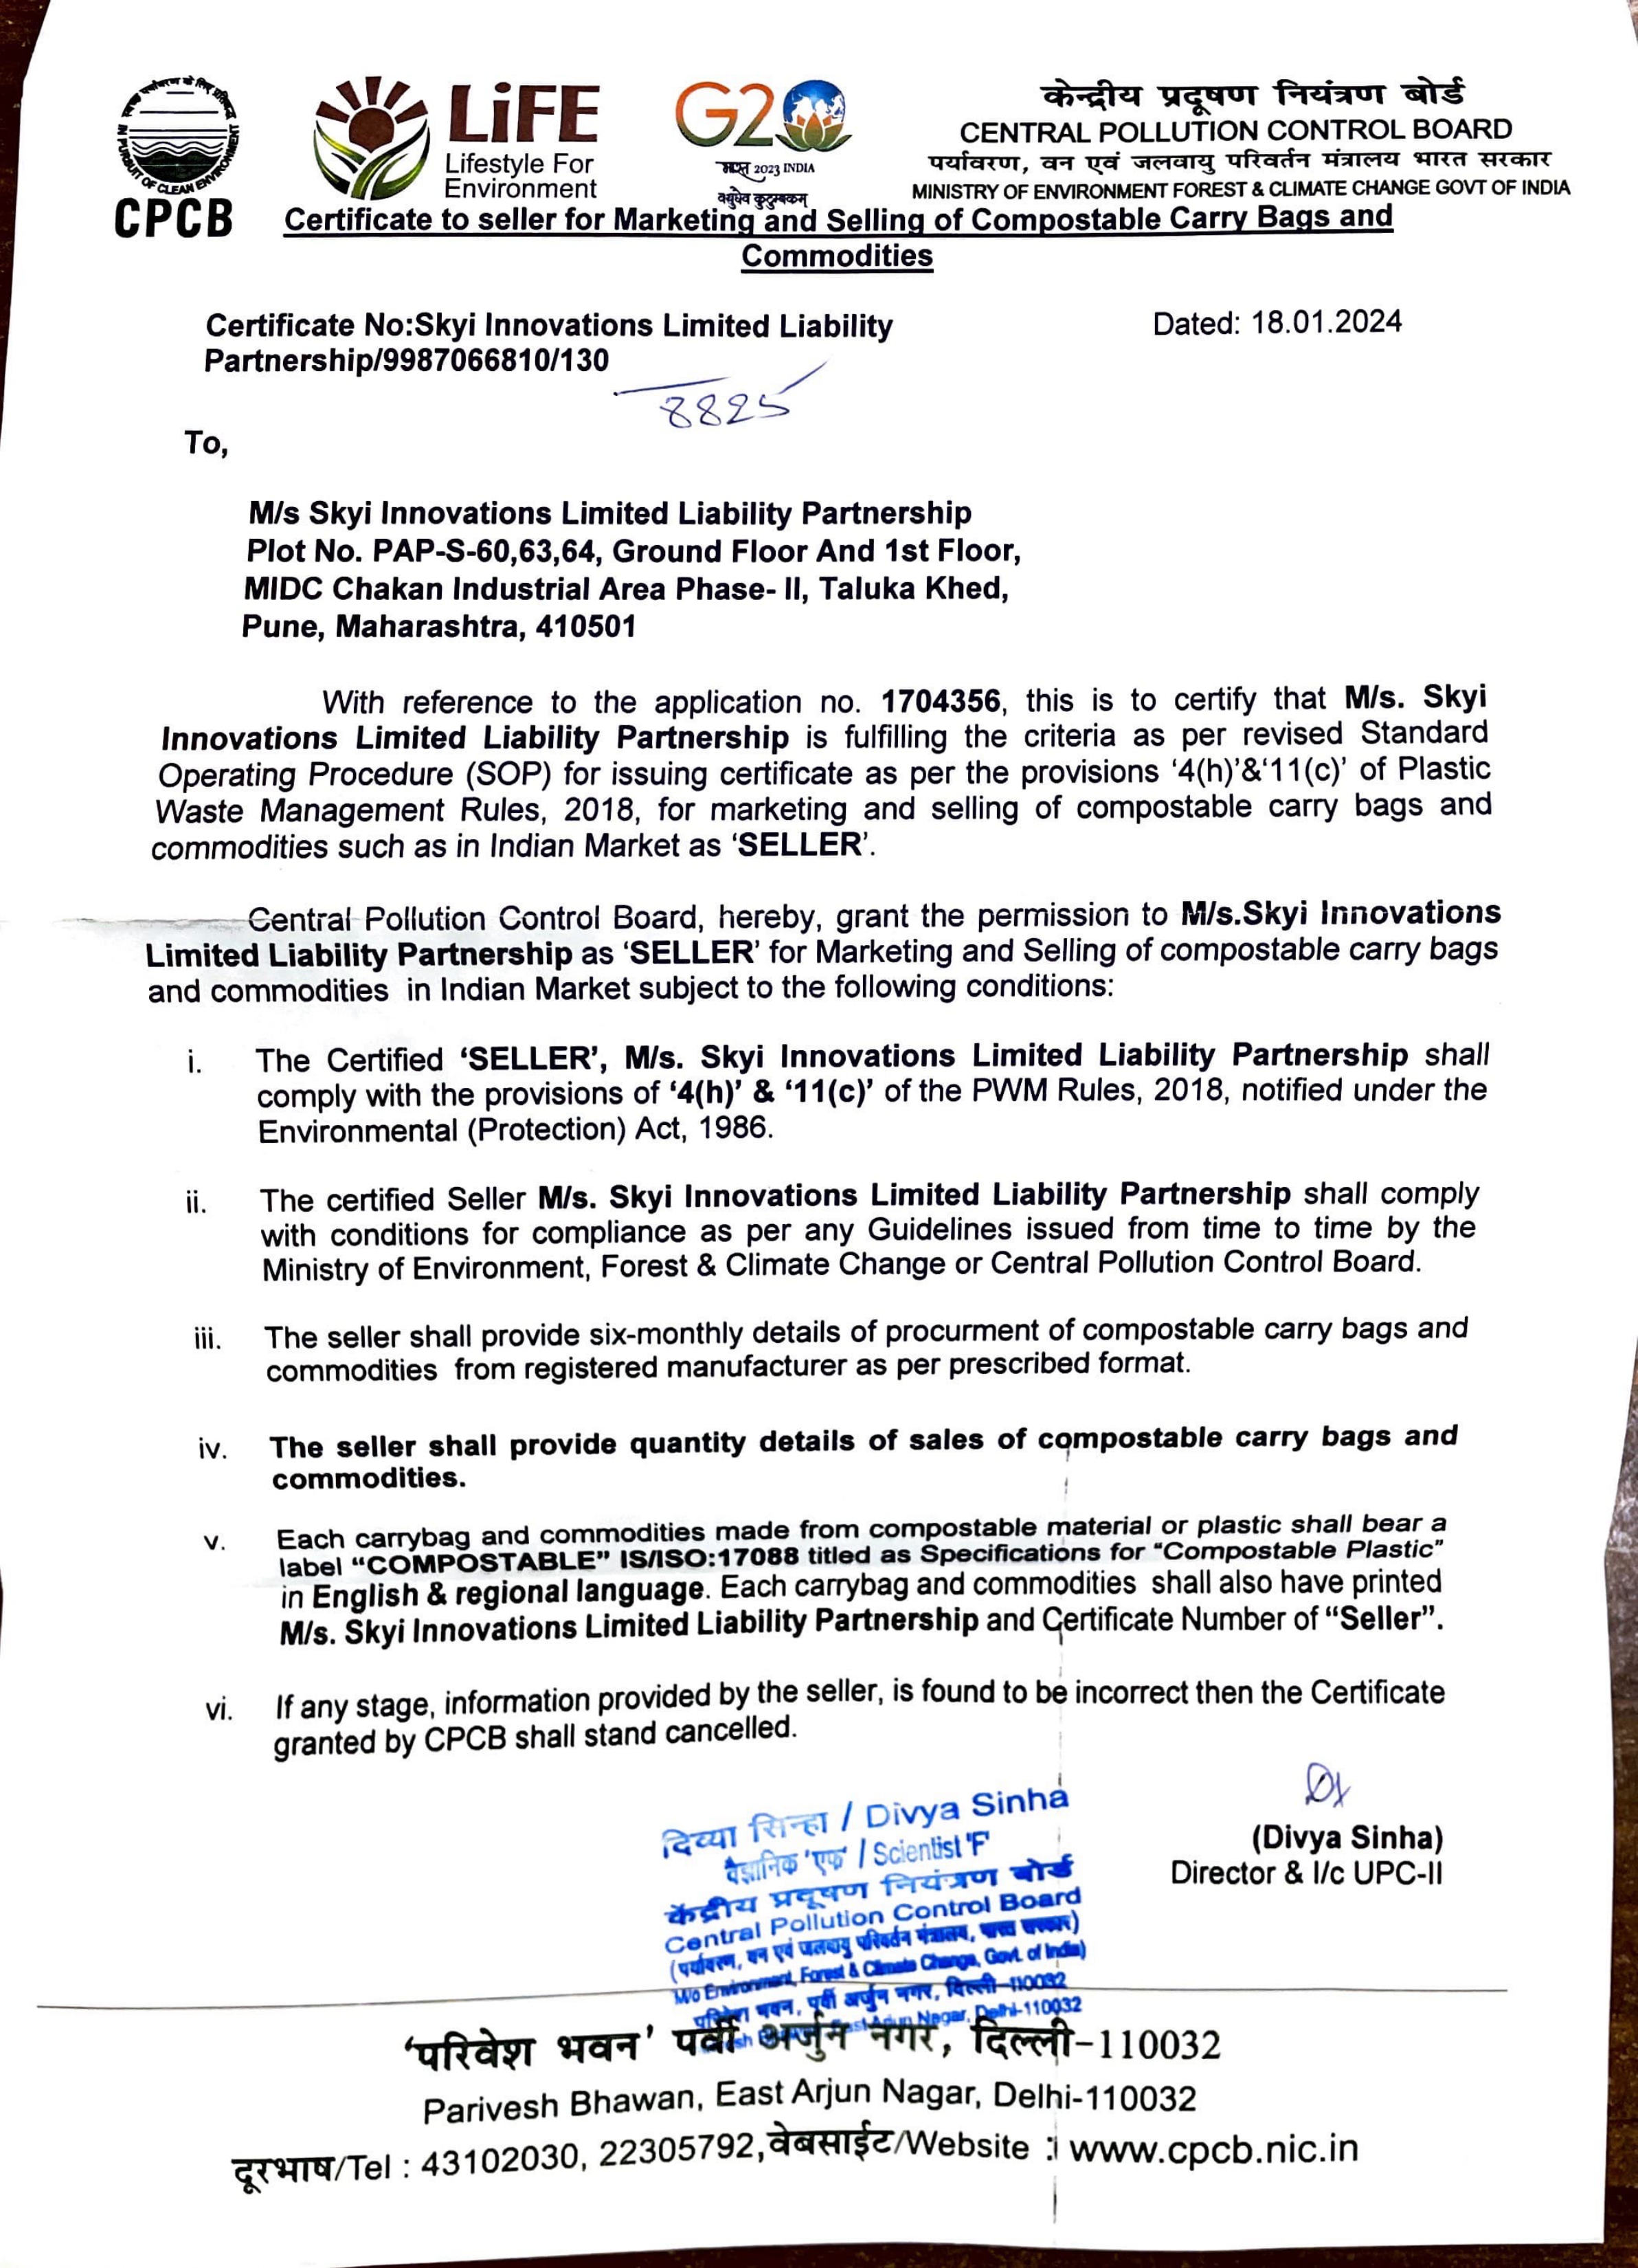 स्वच्छ पर्यावरण के लिए प्रतिबद्ध
IN PURSUIT OF CLEAN ENVIRONMENT
CPCB
LiFE
Lifestyle For
Environment
G20
भारत 2023 INDIA
वसुधैव कुटुम्बकम्
केन्द्रीय प्रदूषण नियंत्रण बोर्ड
CENTRAL POLLUTION CONTROL BOARD
पर्यावरण, वन एवं जलवायु परिवर्तन मंत्रालय भारत सरकार
MINISTRY OF ENVIRONMENT FOREST & CLIMATE CHANGE GOVT OF INDIA
Certificate to seller for Marketing and Selling of Compostable Carry Bags and
Commodities
Certificate No:Skyi Innovations Limited Liability
Partnership/9987066810/130
Dated: 18.01.2024
8825
To,
M/s Skyi Innovations Limited Liability Partnership
Plot No. PAP-S-60,63,64, Ground Floor And 1st Floor,
MIDC Chakan Industrial Area Phase- II, Taluka Khed,
Pune, Maharashtra, 410501
With reference to the application no. 1704356, this is to certify that M/s. Skyi
Innovations Limited Liability Partnership is fulfilling the criteria as per revised Standard
Operating Procedure (SOP) for issuing certificate as per the provisions ‘4(h)’&‘11(c)’ of Plastic
Waste Management Rules, 2018, for marketing and selling of compostable carry bags and
commodities such as in Indian Market as ‘SELLER’.
Central Pollution Control Board, hereby, grant the permission to M/s.Skyi Innovations
Limited Liability Partnership as ‘SELLER’ for Marketing and Selling of compostable carry bags
and commodities in Indian Market subject to the following conditions:
i. The Certified ‘SELLER’, M/s. Skyi Innovations Limited Liability Partnership shall
comply with the provisions of ‘4(h)’ & ‘11(c)’ of the PWM Rules, 2018, notified under the
Environmental (Protection) Act, 1986.
ii. The certified Seller M/s. Skyi Innovations Limited Liability Partnership shall comply
with conditions for compliance as per any Guidelines issued from time to time by the
Ministry of Environment, Forest & Climate Change or Central Pollution Control Board.
iii. The seller shall provide six-monthly details of procurment of compostable carry bags and
commodities from registered manufacturer as per prescribed format.
iv. The seller shall provide quantity details of sales of compostable carry bags and
commodities.
v. Each carrybag and commodities made from compostable material or plastic shall bear a
label “COMPOSTABLE” IS/ISO:17088 titled as Specifications for “Compostable Plastic”
in English & regional language. Each carrybag and commodities shall also have printed
M/s. Skyi Innovations Limited Liability Partnership and Certificate Number of “Seller”.
vi. If any stage, information provided by the seller, is found to be incorrect then the Certificate
granted by CPCB shall stand cancelled.
दिव्या सिन्हा / Divya Sinha
वैज्ञानिक 'एफ' / Scientist 'F'
केंद्रीय प्रदूषण नियंत्रण बोर्ड
Central Pollution Control Board
(पर्यावरण, वन एवं जलवायु परिवर्तन मंत्रालय, भारत सरकार)
M/o Environment, Forest & Climate Change, Govt. of India)
परिवेश भवन, पूर्वी अर्जुन नगर, दिल्ली-110032
East Arjun Nagar, Delhi-110032
(Divya Sinha)
Director & I/c UPC-II
‘परिवेश भवन’ पूर्वी अर्जुन नगर, दिल्ली-110032
Parivesh Bhawan, East Arjun Nagar, Delhi-110032
दूरभाष/Tel : 43102030, 22305792,वेबसाईट/Website : www.cpcb.nic.in